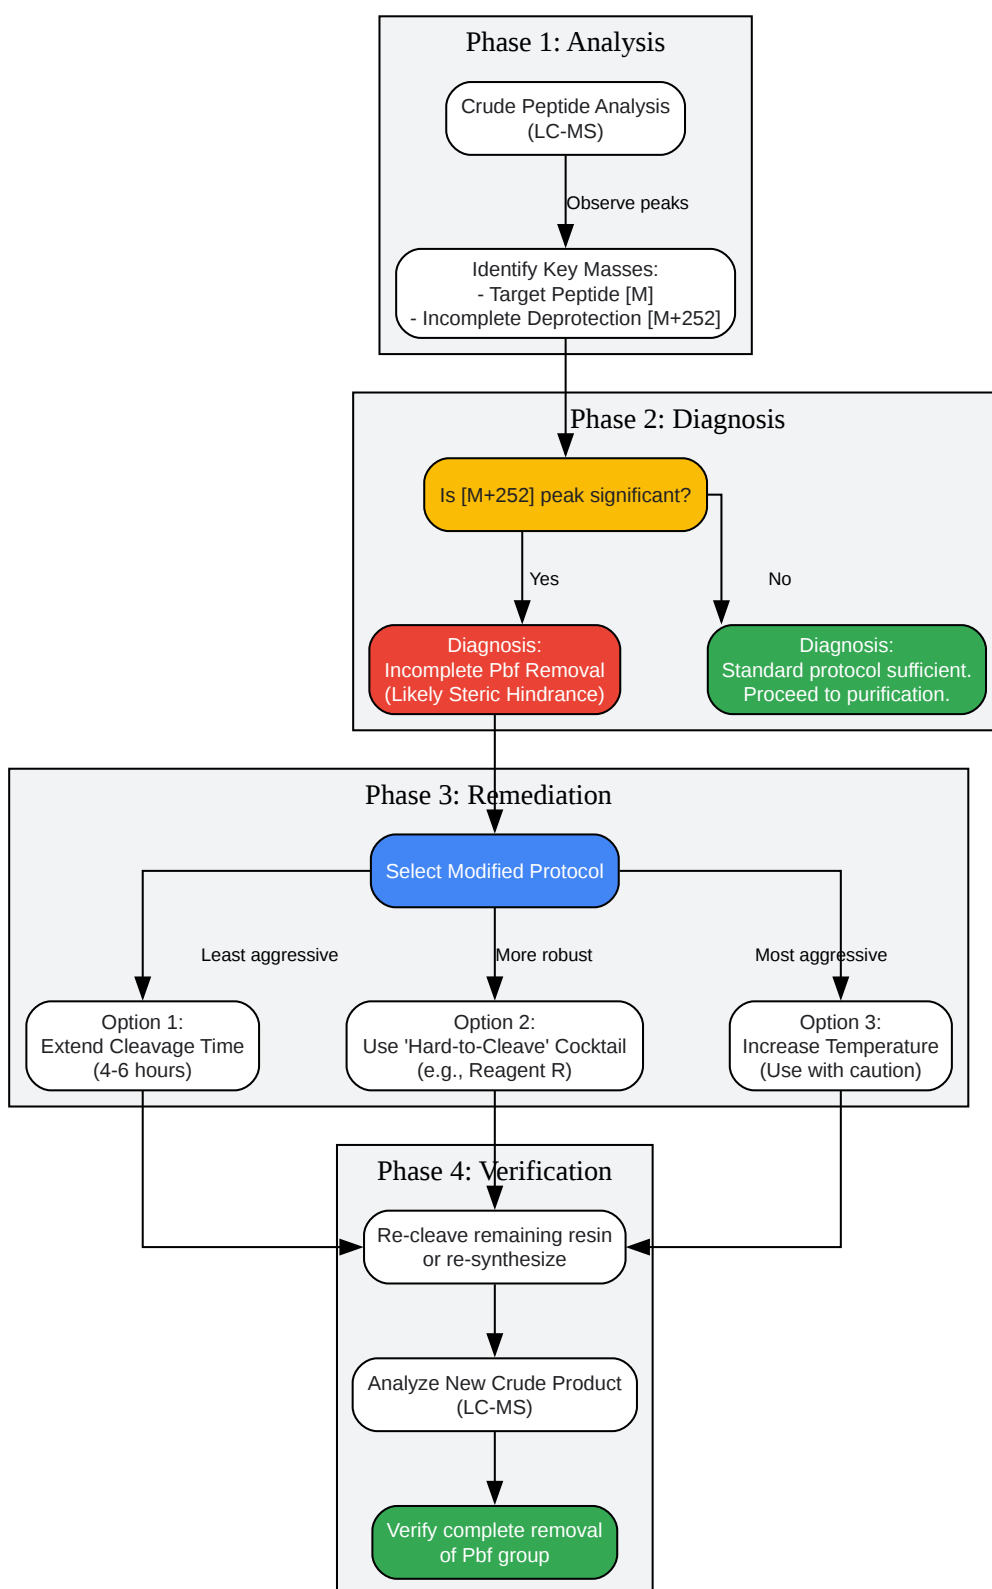 Phase 1: Analysis
Crude Peptide Analysis
(LC-MS)
Observe peaks
Identify Key Masses:
- Target Peptide [M]
- Incomplete Deprotection [M+252]
Phase 2: Diagnosis
Is [M+252] peak significant?
Yes
No
Diagnosis:
Incomplete Pbf Removal
(Likely Steric Hindrance)
Diagnosis:
Standard protocol sufficient.
Proceed to purification.
Phase 3: Remediation
Select Modified Protocol
Least aggressive
More robust
Most aggressive
Option 1:
Extend Cleavage Time
(4-6 hours)
Option 2:
Use 'Hard-to-Cleave' Cocktail
(e.g., Reagent R)
Option 3:
Increase Temperature
(Use with caution)
Phase 4: Verification
Re-cleave remaining resin
or re-synthesize
Analyze New Crude Product
(LC-MS)
Verify complete removal
of Pbf group